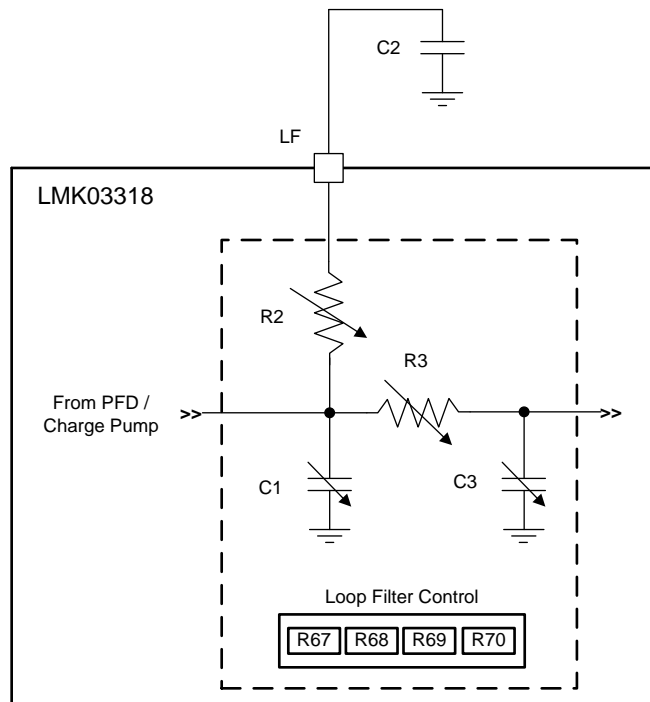 C2
LF
LMK03318
R2
R3
From PFD /
Charge Pump
>>
>>
C1
C3
Loop Filter Control
R67 R68 R69 R70